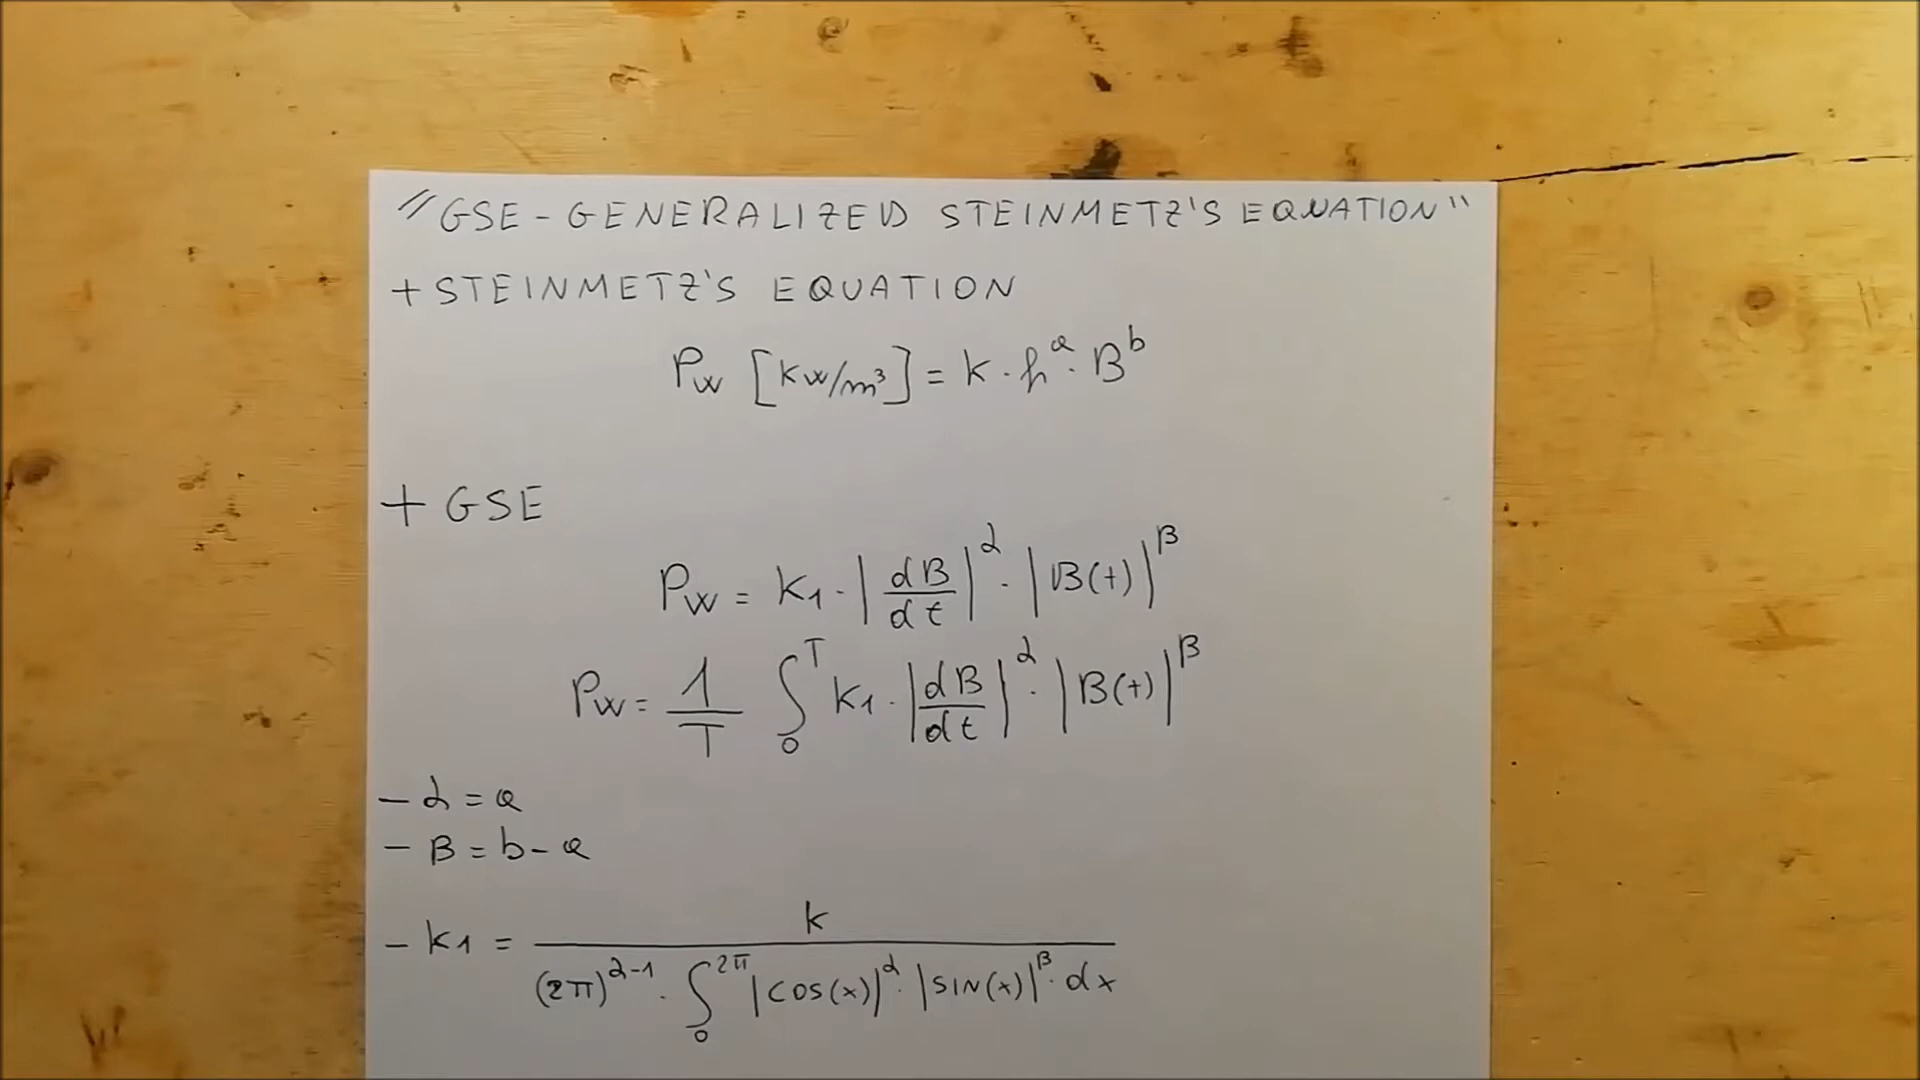 "GSE - GENERALIZED STEINMETZ'S EQUATION"
+ STEINMETZ'S EQUATION
Pw [kw/m³] = k · f^a · B^b
+ GSE
Pw = k1 · |dB/dt|^α · |B(t)|^β
Pw = 1/T ∫₀^T k1 · |dB/dt|^α · |B(t)|^β
- α = a
- β = b - a
- k1 = k / ((2π)^(α-1) · ∫₀^(2π) |COS(x)|^α · |SIN(x)|^β · dx)